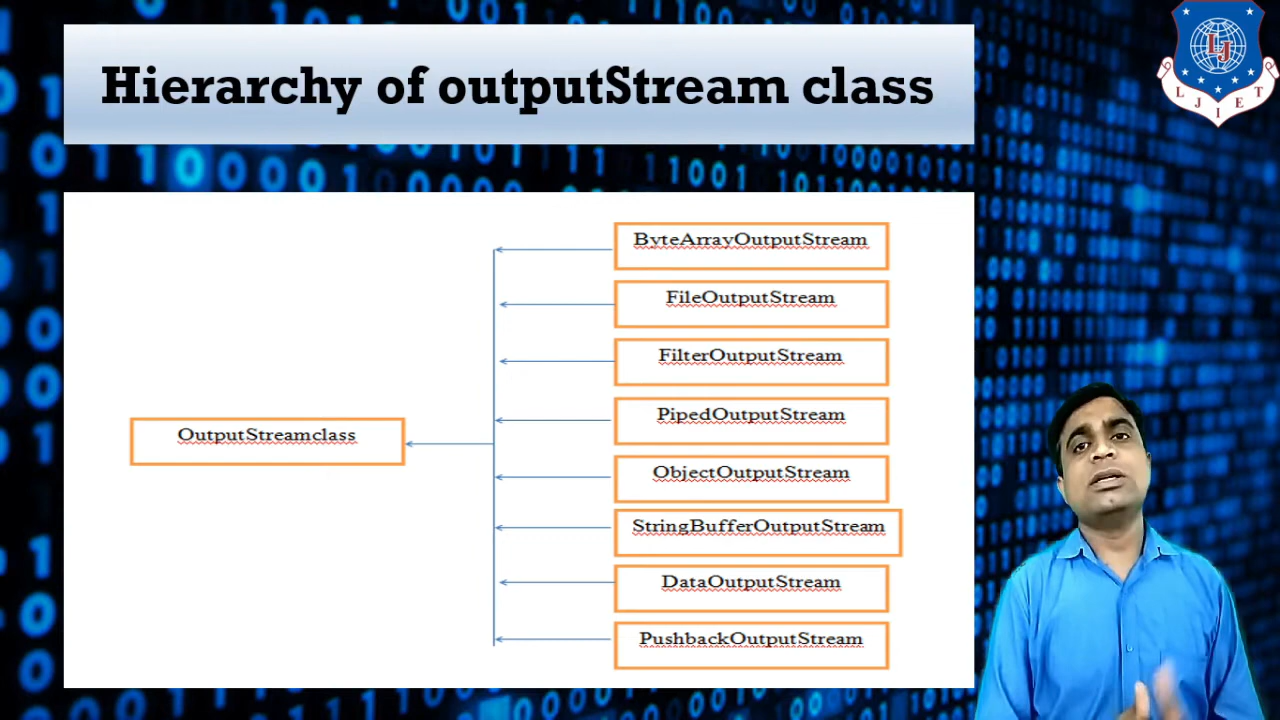 Hierarchy of outputStream class
L J I E T
L J
ByteArrayOutputStream
FileOutputStream
FilterOutputStream
PipedOutputStream
OutputStreamclass
ObjectOutputStream
StringBufferOutputStream
DataOutputStream
PushbackOutputStream